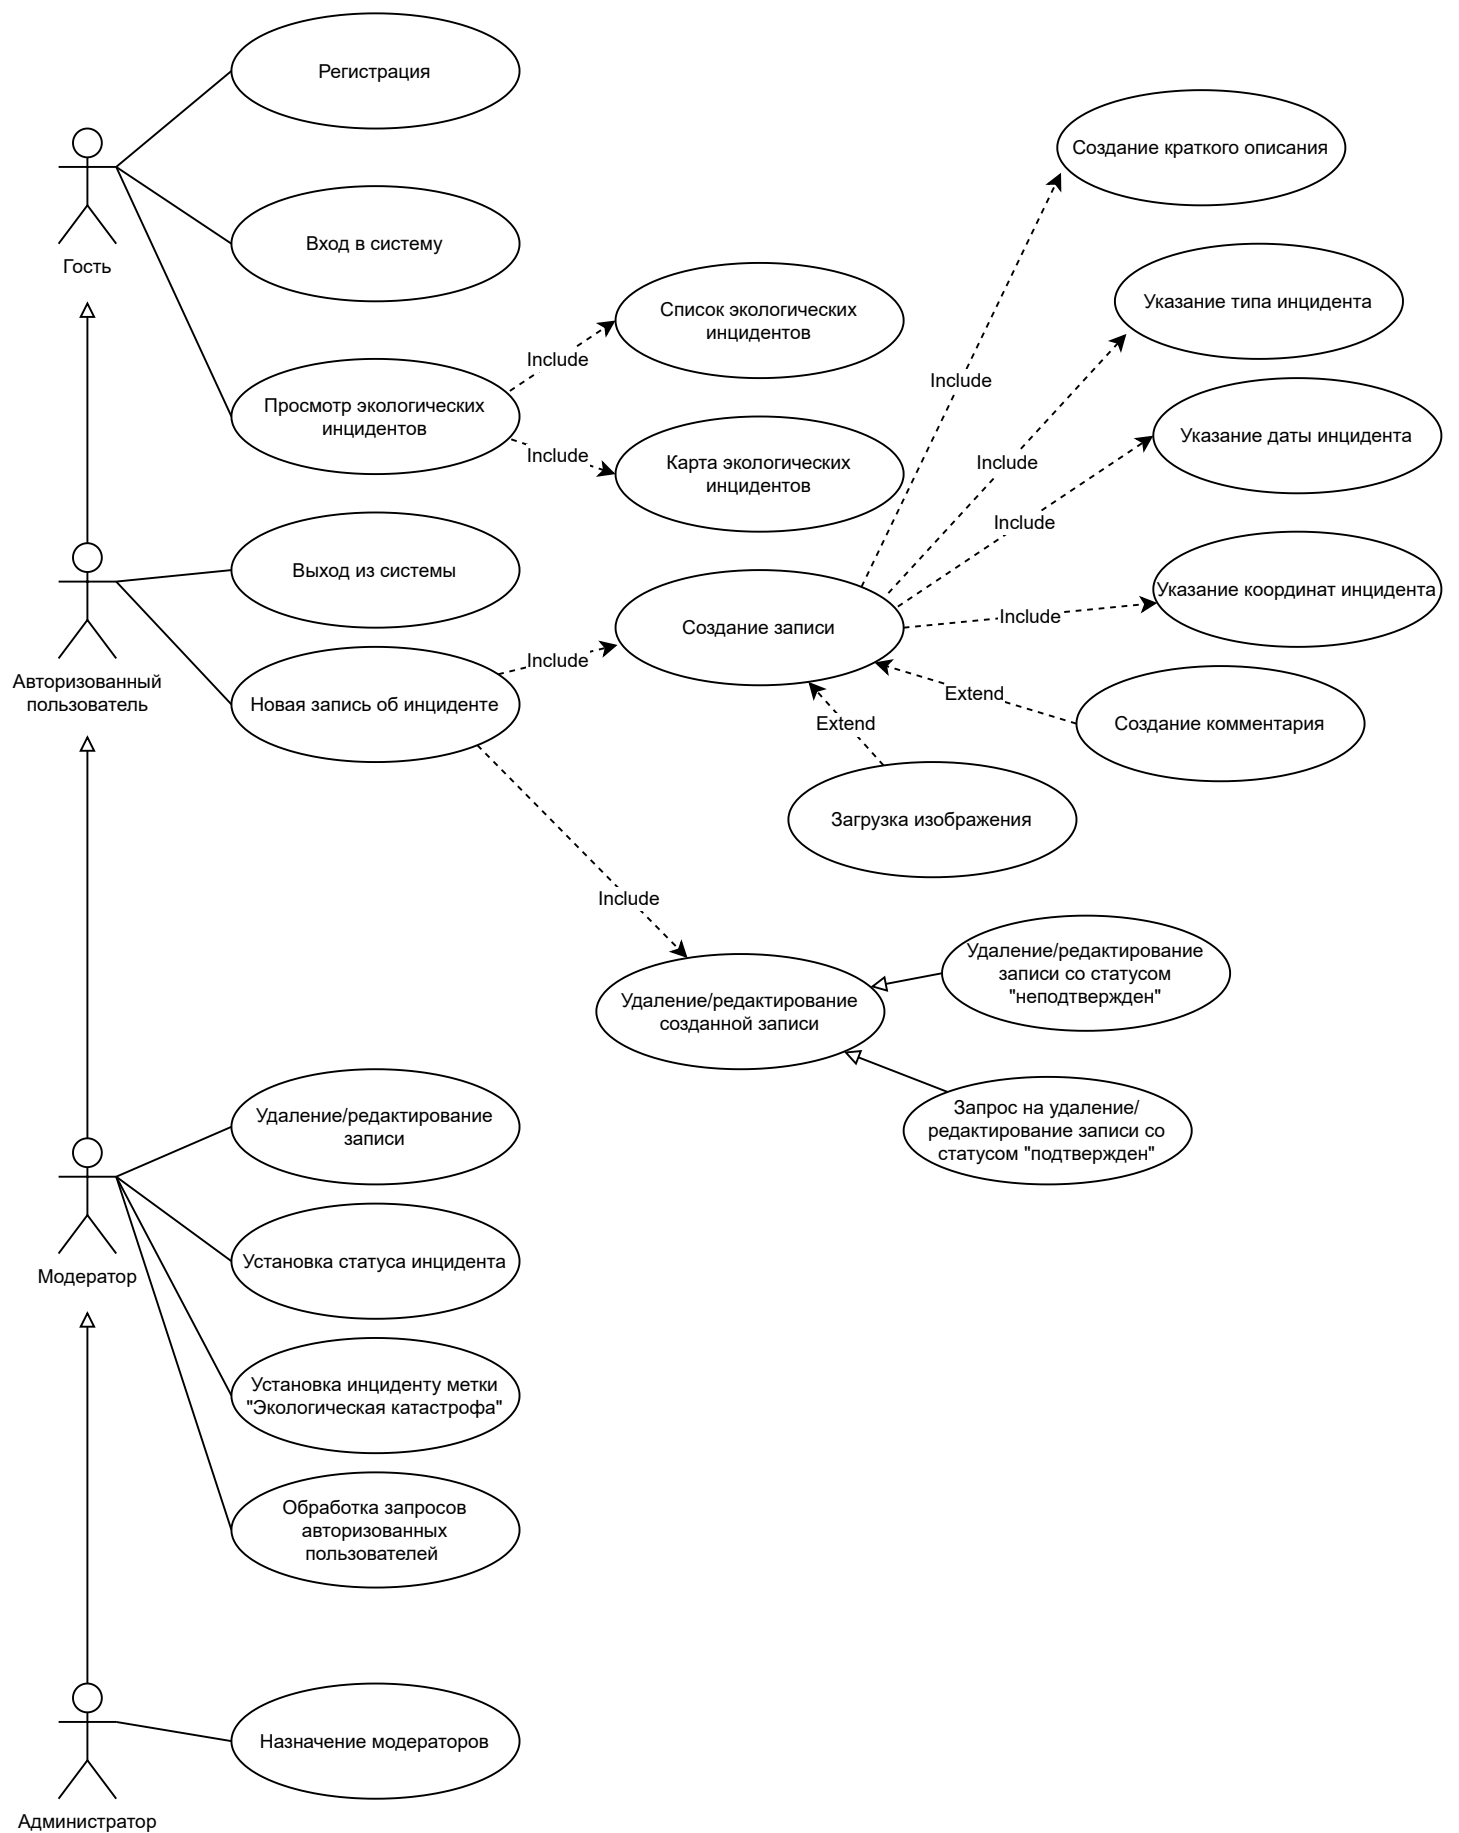 Регистрация
Создание краткого описания
Вход в систему
Гость
Список экологических
инцидентов
Указание типа инцидента
Include
Include
Просмотр экологических
инцидентов
Указание даты инцидента
Include
Карта экологических
инцидентов
Include
Include
Выход из системы
Указание координат инцидента
Include
Создание записи
Include
Авторизованный
пользователь
Новая запись об инциденте
Extend
Создание комментария
Extend
Загрузка изображения
Include
Удаление/редактирование
записи со статусом
"неподтвержден"
Удаление/редактирование
созданной записи
Запрос на удаление/
редактирование записи со
статусом "подтвержден"
Удаление/редактирование
записи
Установка статуса инцидента
Модератор
Установка инциденту метки
"Экологическая катастрофа"
Обработка запросов
авторизованных
пользователей
Назначение модераторов
Администратор